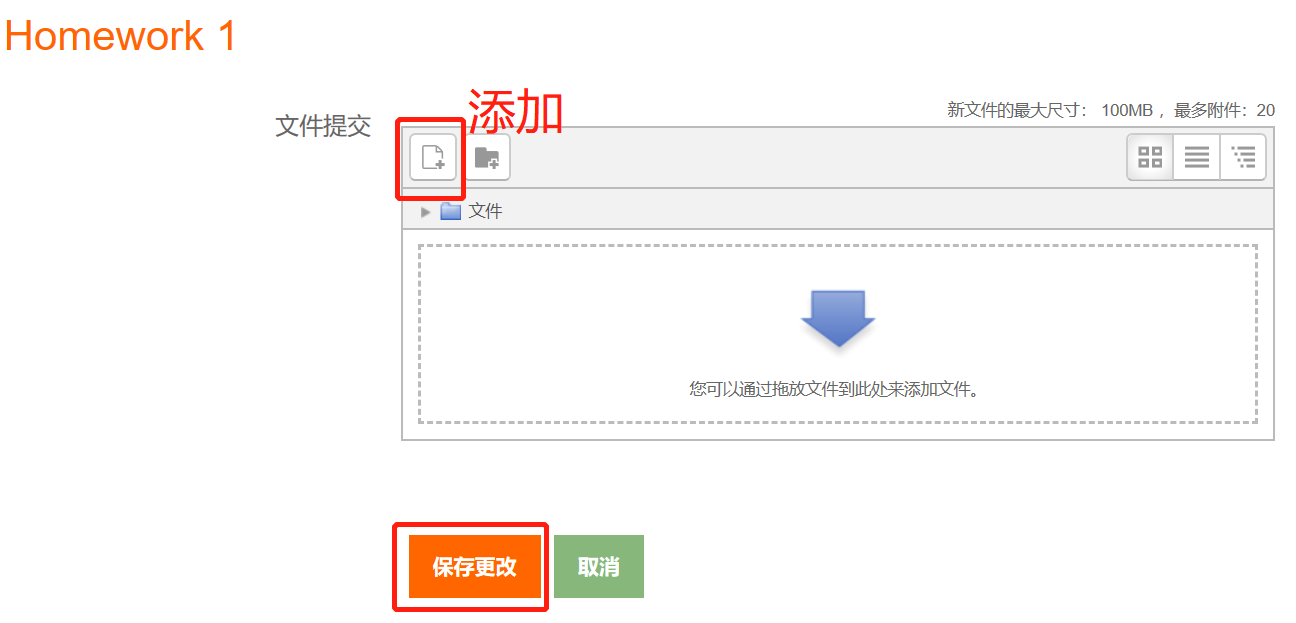 Homework 1
添加
新文件的最大尺寸： 100MB ，最多附件：20
文件提交
文件
您可以通过拖放文件到此处来添加文件。
保存更改
取消